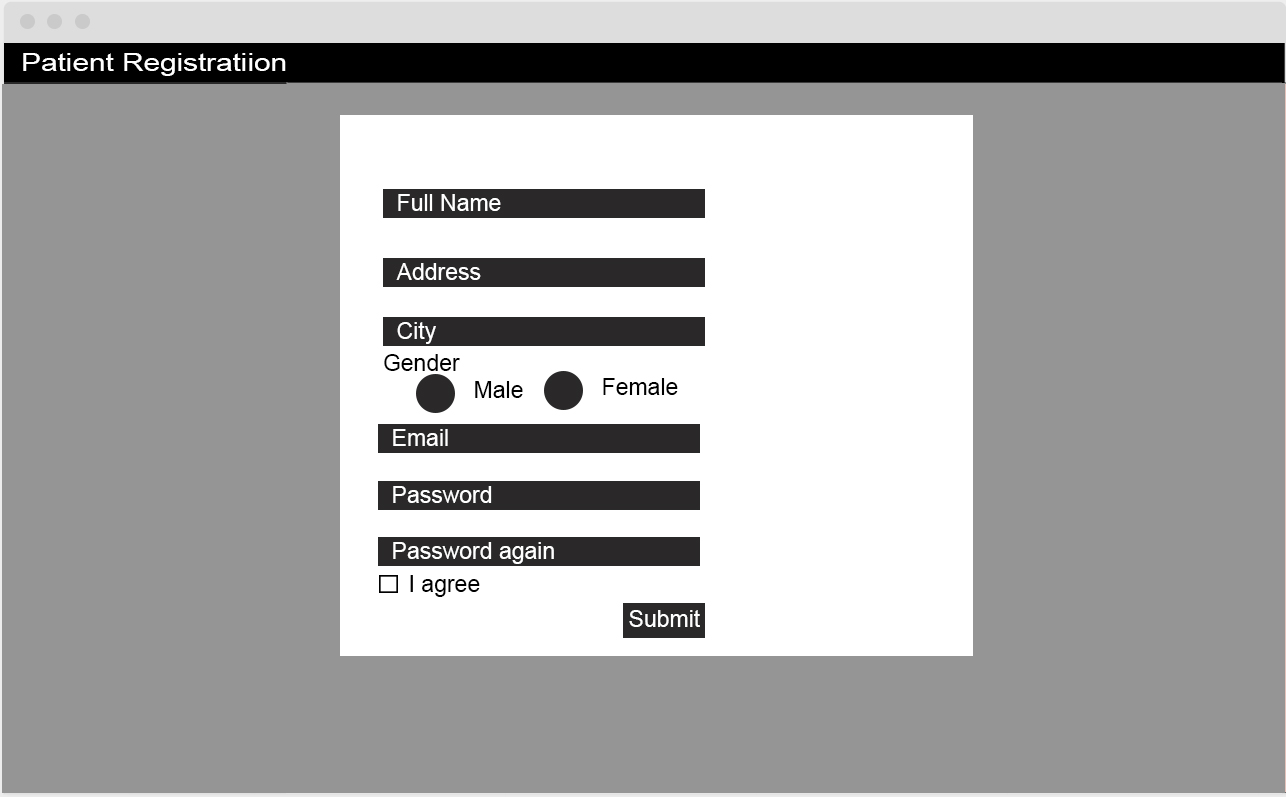 Patient Registratiion
Full Name
Address
City
Gender
Male Female
Email
Password
Password again
I agree
Submit